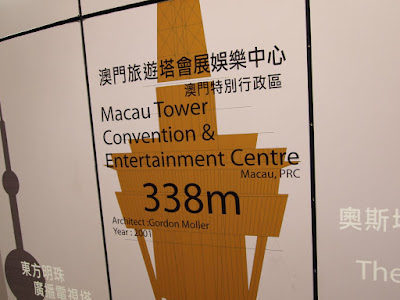 澳門旅遊塔會展娛樂中心
澳門特別行政區
Macau Tower
Convention &
Entertainment Centre
Macau, PRC
338m
Architect :Gordon Moller
Year : 2001
東方明珠
廣播電視塔
奧斯
The